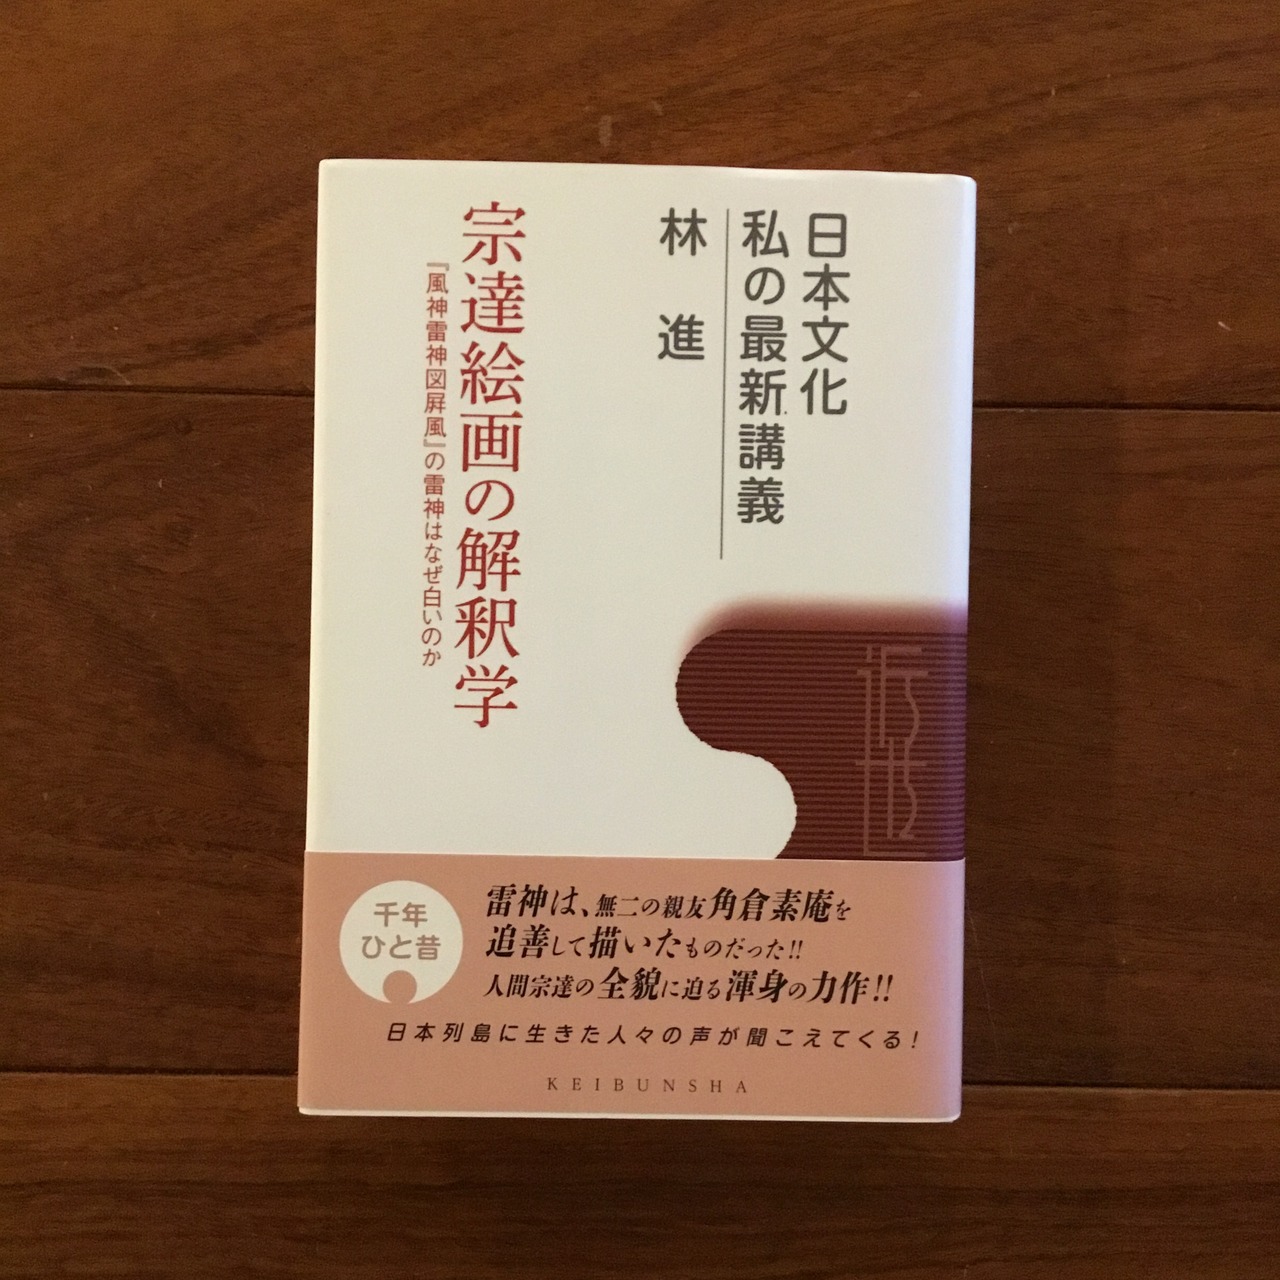 日本文化
私の最新講義
林 進
宗達絵画の解釈学
『風神雷神図屏風』の雷神はなぜ白いのか
千年
ひと昔
雷神は、無二の親友角倉素庵を
追善して描いたものだった!!
人間宗達の全貌に迫る渾身の力作!!
日本列島に生きた人々の声が聞こえてくる!
KEIBUNSHA